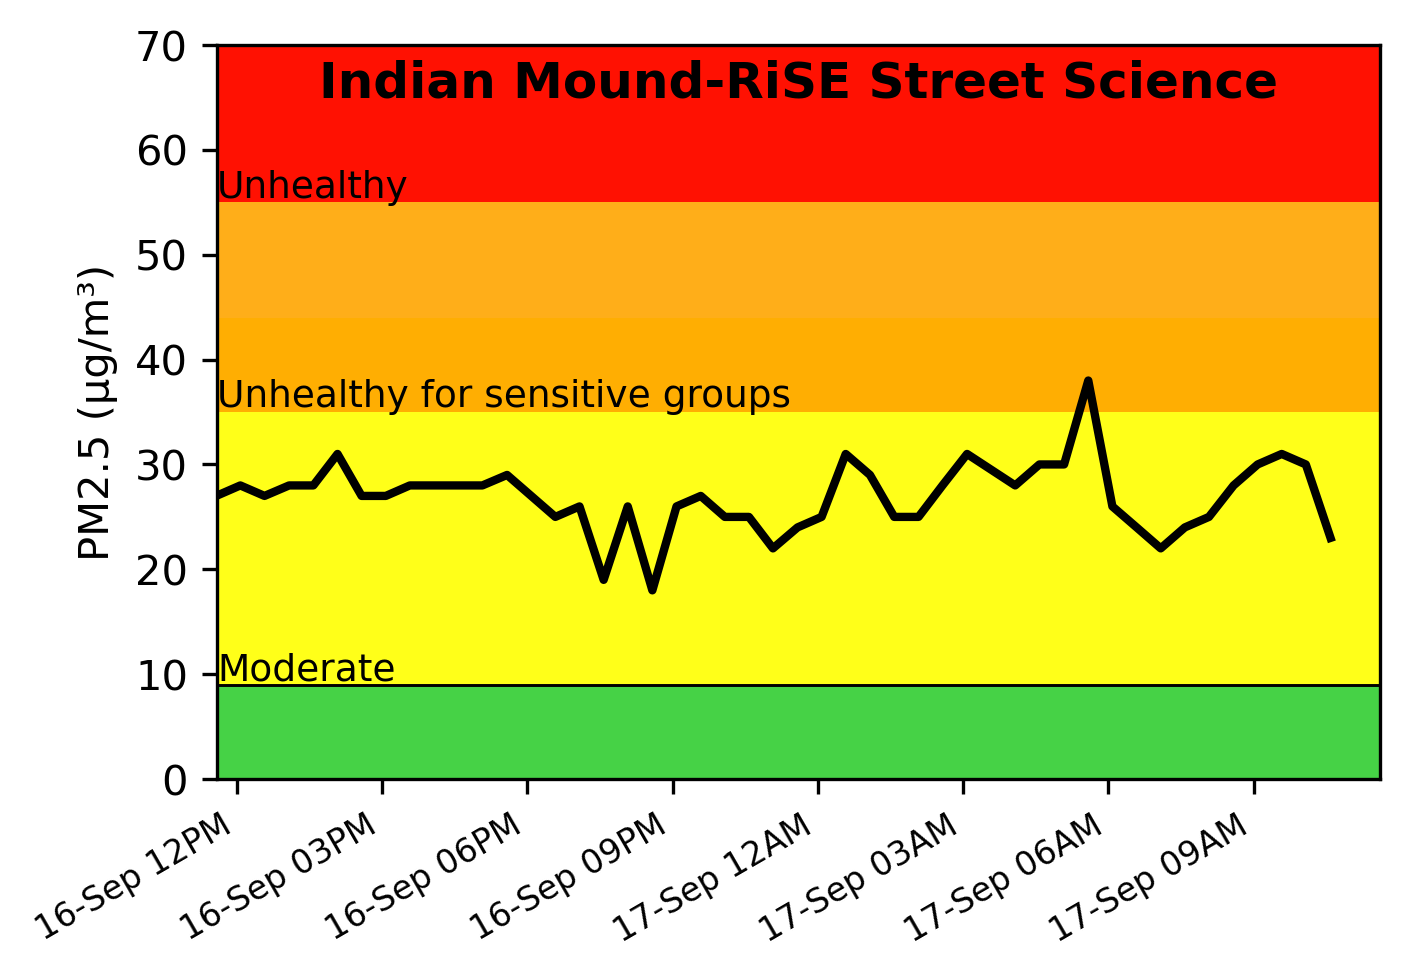 Indian Mound-RiSE Street Science
70
60
Unhealthy
50
40
Unhealthy for sensitive groups
30
20
10
Moderate
0
PM2.5 (µg/m³)
16-Sep 12PM
16-Sep 03PM
16-Sep 06PM
16-Sep 09PM
17-Sep 12AM
17-Sep 03AM
17-Sep 06AM
17-Sep 09AM